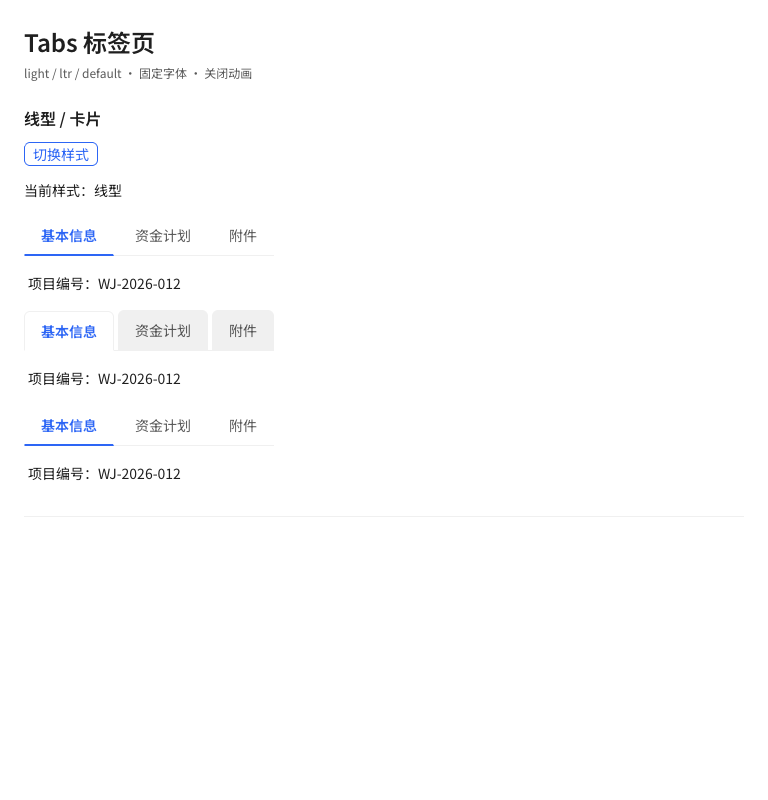 Tabs 标签页
light / ltr / default · 固定字体 · 关闭动画
线型 / 卡片
切换样式
当前样式：线型
基本信息 资金计划 附件
项目编号：WJ-2026-012
基本信息 资金计划 附件
项目编号：WJ-2026-012
基本信息 资金计划 附件
项目编号：WJ-2026-012